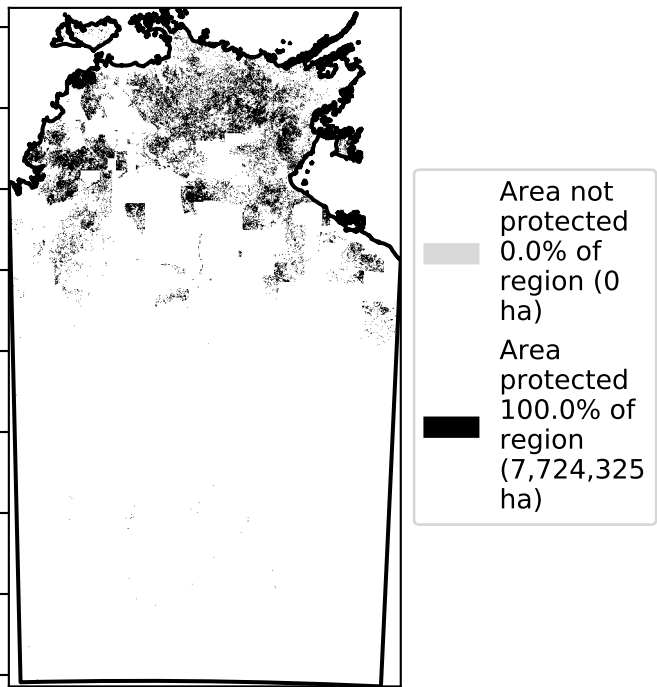 Area not
protected
0.0% of
region (0
ha)
Area
protected
100.0% of
region
(7,724,325
ha)